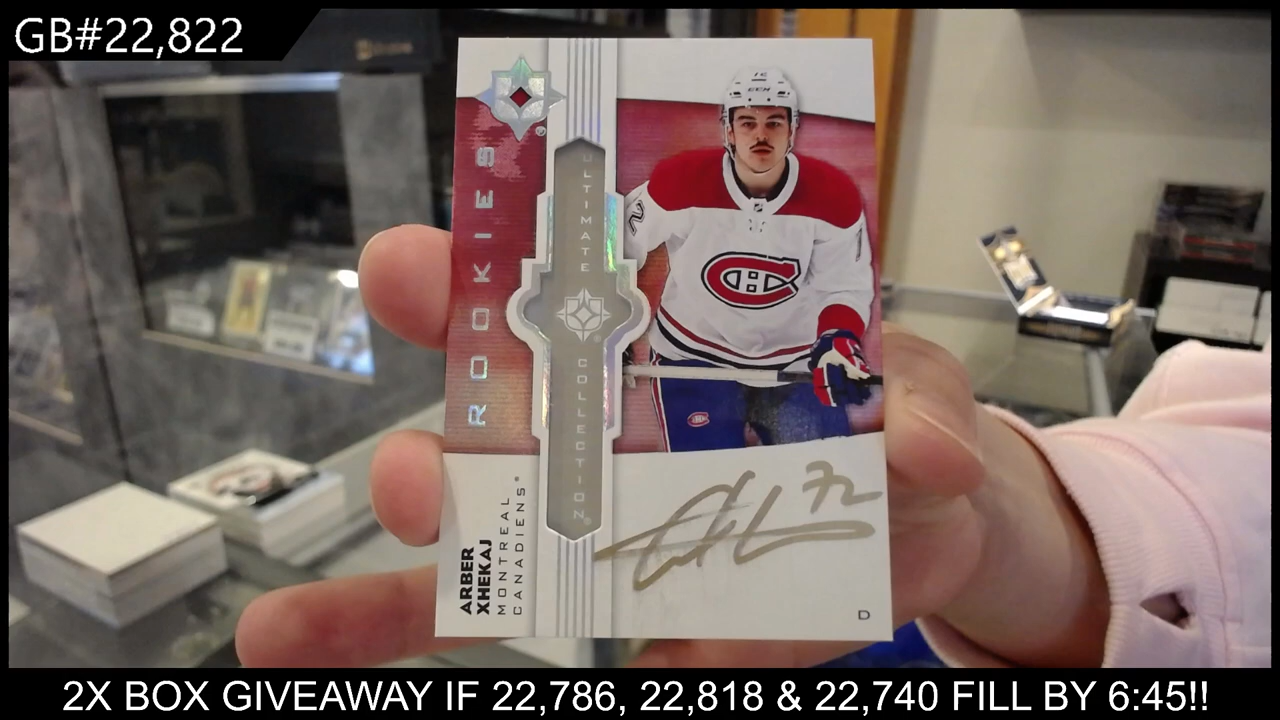 GB#22,822
ROOKIES
ULTIMATE
COLLECTION
ARBER
XHEKAJ
MONTREAL
CANADIENS
72
D
2X BOX GIVEAWAY IF 22,786, 22,818 & 22,740 FILL BY 6:45!!